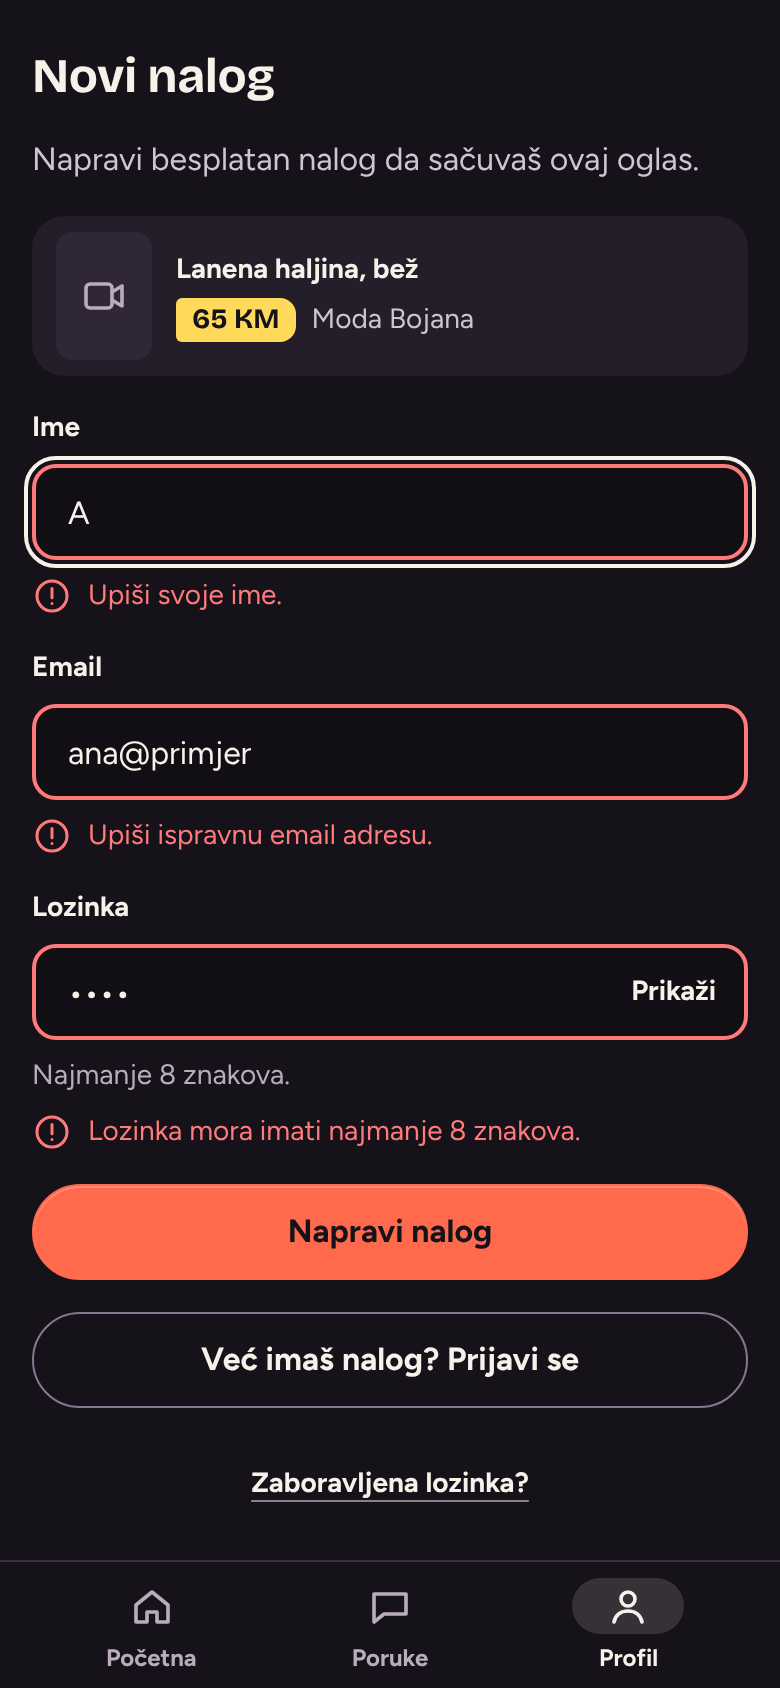 Novi nalog
Napravi besplatan nalog da sačuvaš ovaj oglas.
Lanena haljina, bež
65 KM Moda Bojana
Ime
A
Upiši svoje ime.
Email
ana@primjer
Upiši ispravnu email adresu.
Lozinka
•••• Prikaži
Najmanje 8 znakova.
Lozinka mora imati najmanje 8 znakova.
Napravi nalog
Već imaš nalog? Prijavi se
Zaboravljena lozinka?
Početna Poruke Profil